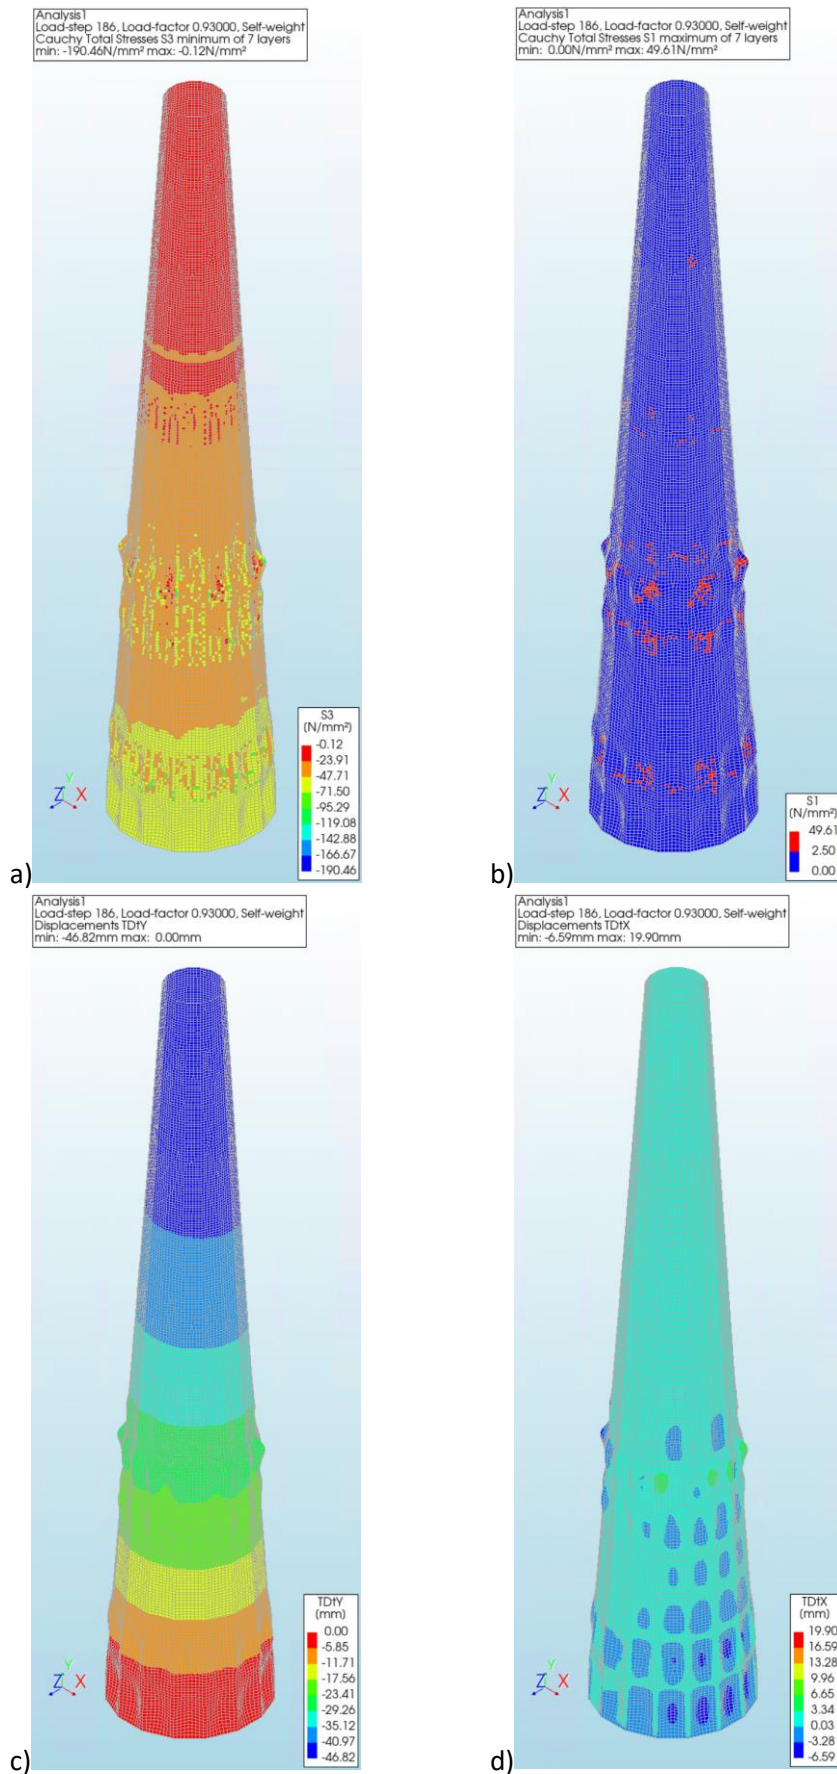 Analysis1
Load-step 186, Load-factor 0.93000, Self-weight
Cauchy Total Stresses S3 minimum of 7 layers
min: -190.46N/mm² max: -0.12N/mm²
Y
Z X
S3
(N/mm²)
-0.12
-23.91
-47.71
-71.50
-95.29
-119.08
-142.88
-166.67
-190.46
a)
Analysis1
Load-step 186, Load-factor 0.93000, Self-weight
Cauchy Total Stresses S1 maximum of 7 layers
min: 0.00N/mm² max: 49.61N/mm²
Y
Z X
S1
(N/mm²)
49.61
2.50
0.00
b)
Analysis1
Load-step 186, Load-factor 0.93000, Self-weight
Displacements TDtY
min: -46.82mm max: 0.00mm
Y
Z X
TDtY
(mm)
0.00
-5.85
-11.71
-17.56
-23.41
-29.26
-35.12
-40.97
-46.82
c)
Analysis1
Load-step 186, Load-factor 0.93000, Self-weight
Displacements TDtX
min: -6.59mm max: 19.90mm
Y
Z X
TDtX
(mm)
19.90
16.59
13.28
9.96
6.65
3.34
0.03
-3.28
-6.59
d)